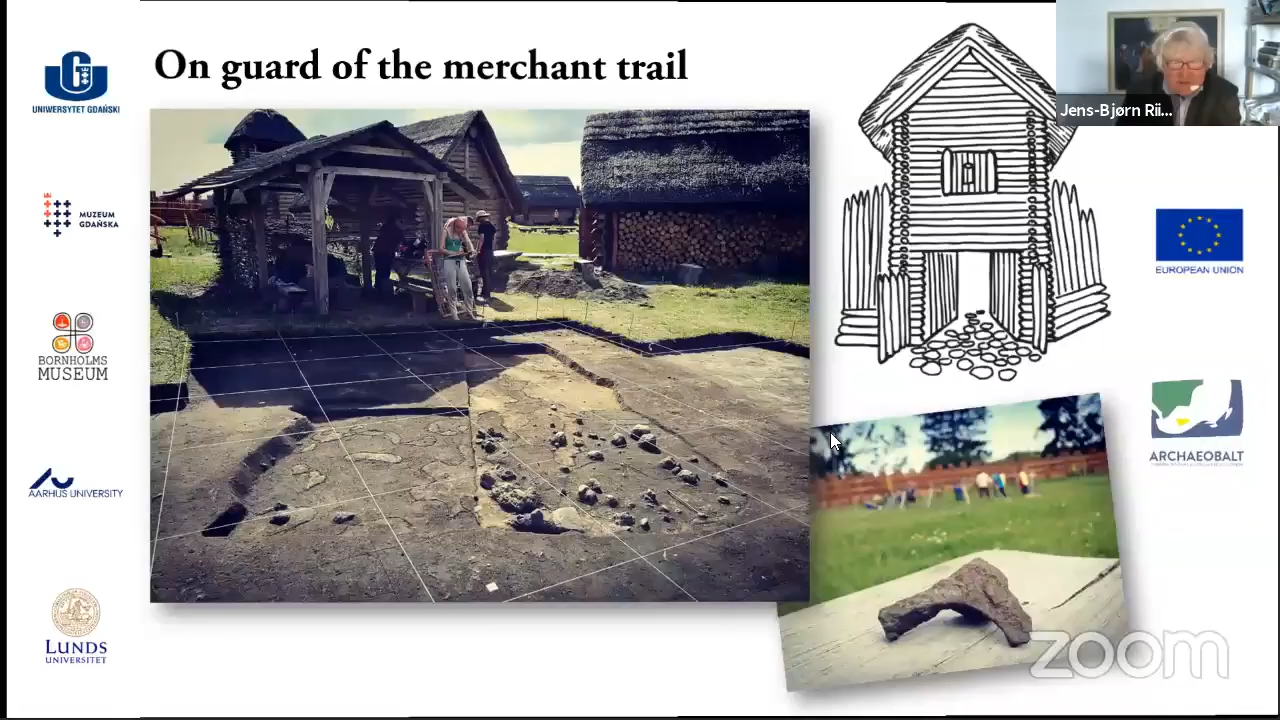 On guard of the merchant trail
Jens-Bjørn Rii...
UNIWERSYTET GDAŃSKI
MUZEUM
GDAŃSKA
BORNHOLMS
MUSEUM
AARHUS UNIVERSITY
LUNDS
UNIVERSITET
EUROPEAN UNION
ARCHAEOBALT
zoom